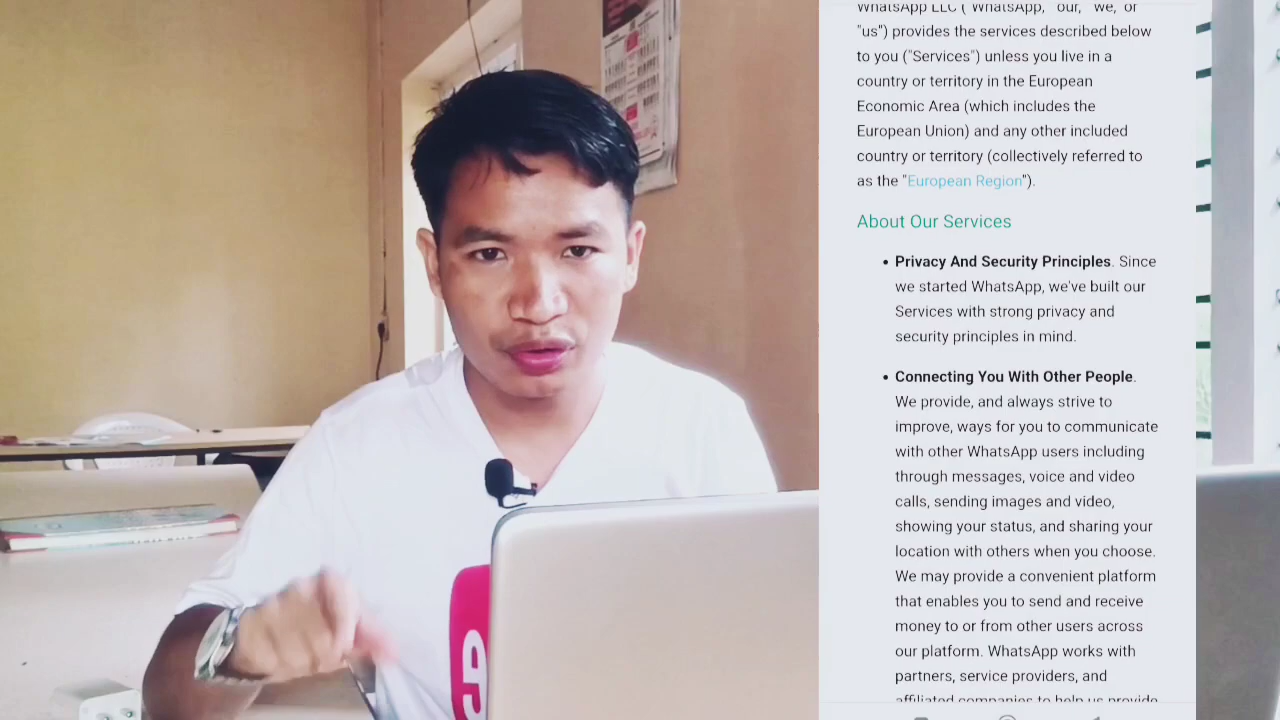 WhatsApp LLC ("WhatsApp," "our," "we," or
"us") provides the services described below
to you ("Services") unless you live in a
country or territory in the European
Economic Area (which includes the
European Union) and any other included
country or territory (collectively referred to
as the "European Region").
About Our Services
• Privacy And Security Principles. Since
we started WhatsApp, we've built our
Services with strong privacy and
security principles in mind.
• Connecting You With Other People.
We provide, and always strive to
improve, ways for you to communicate
with other WhatsApp users including
through messages, voice and video
calls, sending images and video,
showing your status, and sharing your
location with others when you choose.
We may provide a convenient platform
that enables you to send and receive
money to or from other users across
our platform. WhatsApp works with
partners, service providers, and
affiliated companies to help us provide